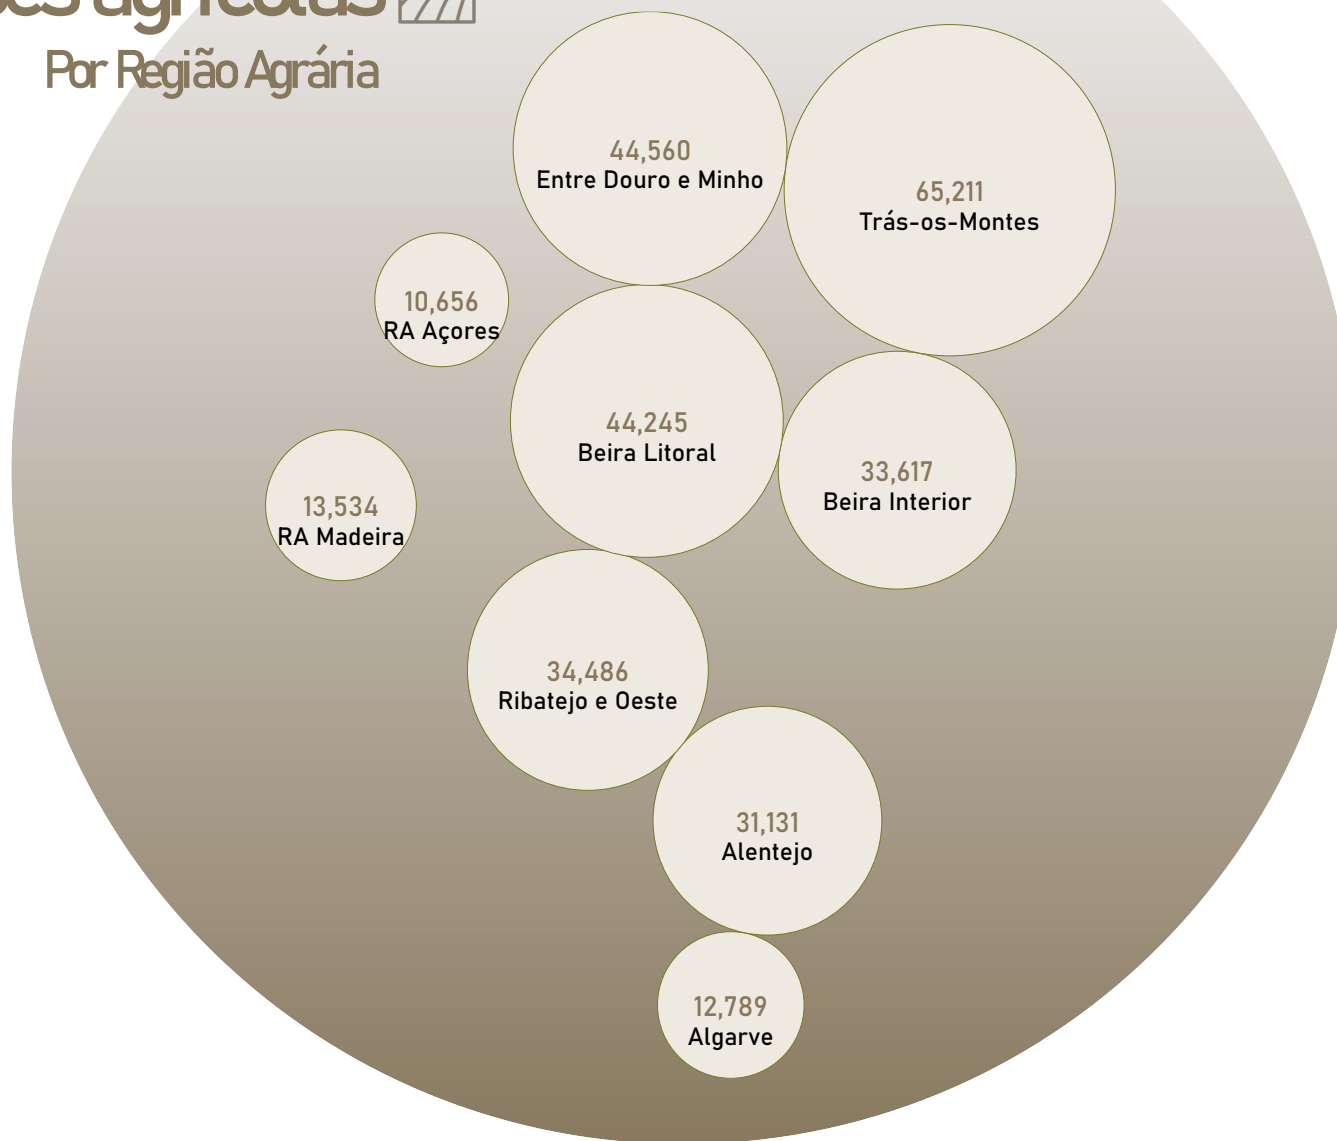 agrícolas
Por Região Agrária
44,560
Entre Douro e Minho
65,211
Trás-os-Montes
10,656
RA Açores
44,245
Beira Litoral
33,617
Beira Interior
13,534
RA Madeira
34,486
Ribatejo e Oeste
31,131
Alentejo
12,789
Algarve